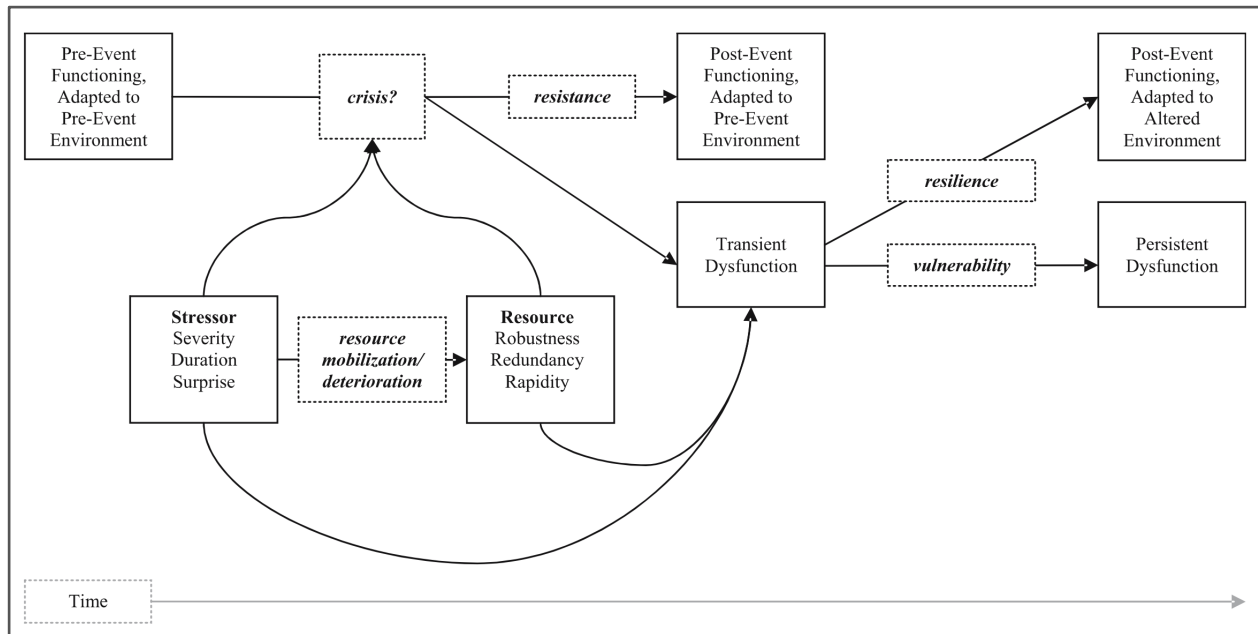 Pre-Event
Functioning,
Adapted to
Pre-Event
Environment
crisis?
resistance
Post-Event
Functioning,
Adapted to
Pre-Event
Environment
Post-Event
Functioning,
Adapted to
Altered
Environment
resilience
Transient
Dysfunction
vulnerability
Persistent
Dysfunction
Stressor
Severity
Duration
Surprise
resource
mobilization/
deterioration
Resource
Robustness
Redundancy
Rapidity
Time